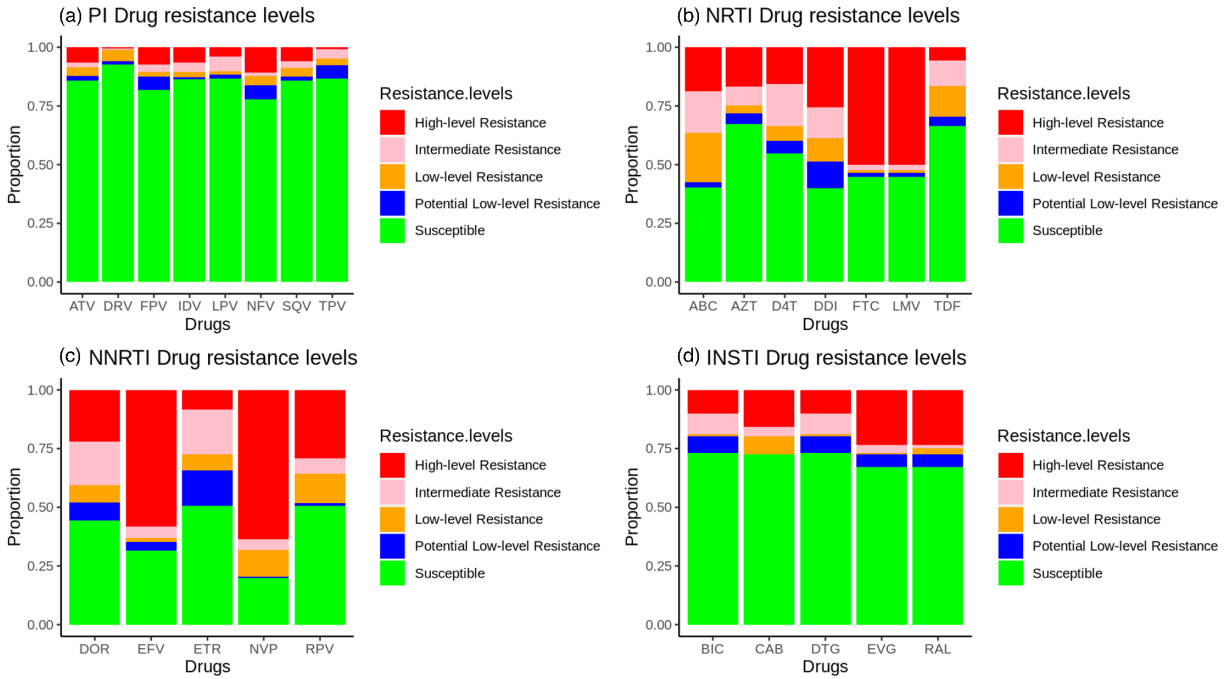 (a) PI Drug resistance levels
1.00
0.75
0.50
0.25
0.00
Proportion
ATV DRV FPV IDV LPV NFV SQV TPV
Drugs
Resistance.levels
High-level Resistance
Intermediate Resistance
Low-level Resistance
Potential Low-level Resistance
Susceptible
(b) NRTI Drug resistance levels
1.00
0.75
0.50
0.25
0.00
Proportion
ABC AZT D4T DDI FTC LMV TDF
Drugs
Resistance.levels
High-level Resistance
Intermediate Resistance
Low-level Resistance
Potential Low-level Resistance
Susceptible
(c) NNRTI Drug resistance levels
1.00
0.75
0.50
0.25
0.00
Proportion
DOR EFV ETR NVP RPV
Drugs
Resistance.levels
High-level Resistance
Intermediate Resistance
Low-level Resistance
Potential Low-level Resistance
Susceptible
(d) INSTI Drug resistance levels
1.00
0.75
0.50
0.25
0.00
Proportion
BIC CAB DTG EVG RAL
Drugs
Resistance.levels
High-level Resistance
Intermediate Resistance
Low-level Resistance
Potential Low-level Resistance
Susceptible